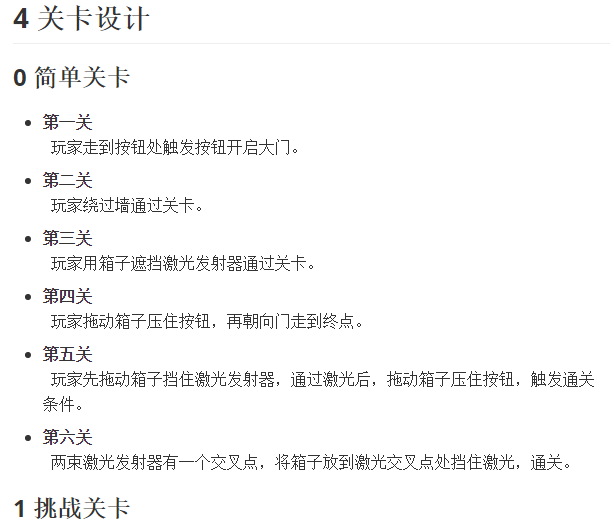 4 关卡设计
0 简单关卡
第一关
玩家走到按钮处触发按钮开启大门。
第二关
玩家绕过墙通过关卡。
第三关
玩家用箱子遮挡激光发射器通过关卡。
第四关
玩家拖动箱子压住按钮，再朝向门走到终点。
第五关
玩家先拖动箱子挡住激光发射器，通过激光后，拖动箱子压住按钮，触发通关
条件。
第六关
两束激光发射器有一个交叉点，将箱子放到激光交叉点处挡住激光，通关。
1 挑战关卡